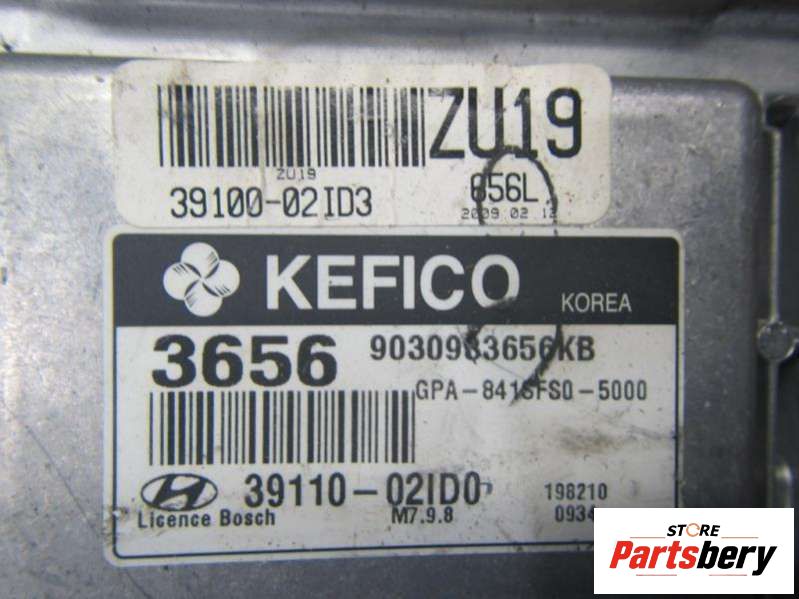 ZU19
ZU19
39100-02ID3
656L
2009 02 12
KEFICO
KOREA
3656
9030983656KB
GPA-841SFS0-5000
39110-02ID0
198210
Licence Bosch
M7.9.8
STORE
Partsbery